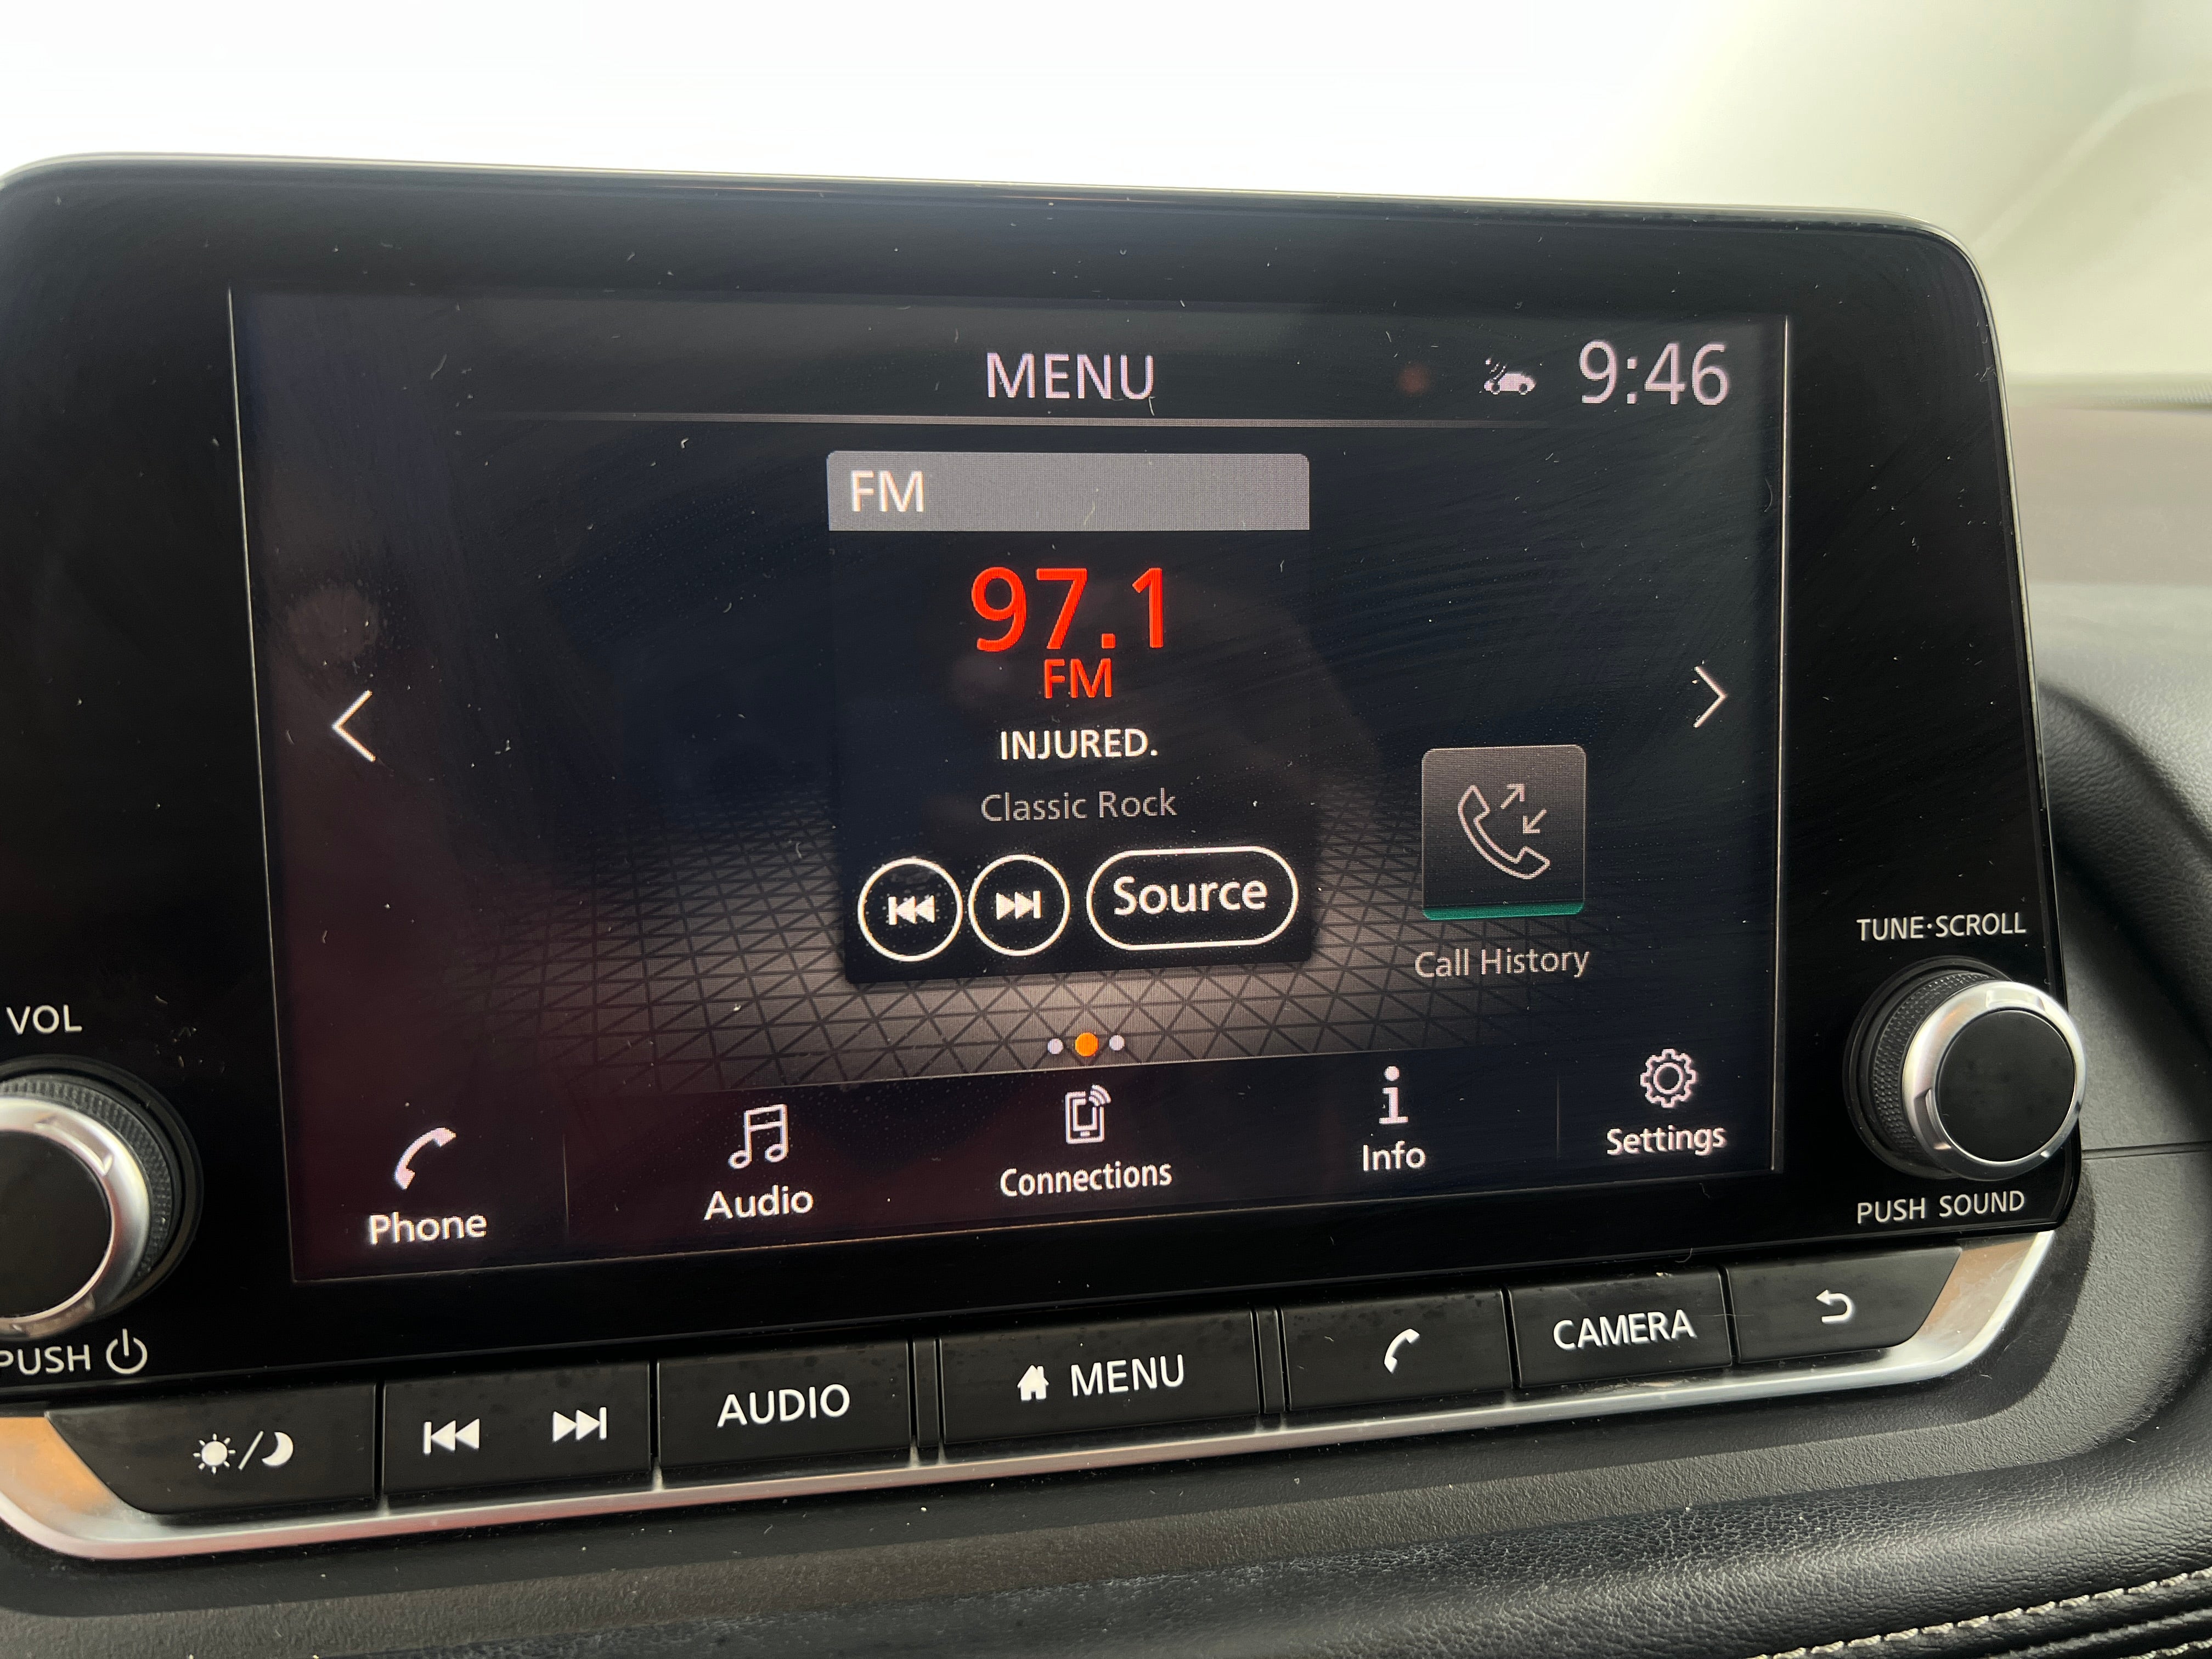 MENU
9:46
FM
97.1
FM
INJURED.
Classic Rock
Source
Call History
TUNE·SCROLL
VOL
Phone
Audio
Connections
Info
Settings
PUSH SOUND
PUSH
AUDIO
MENU
CAMERA